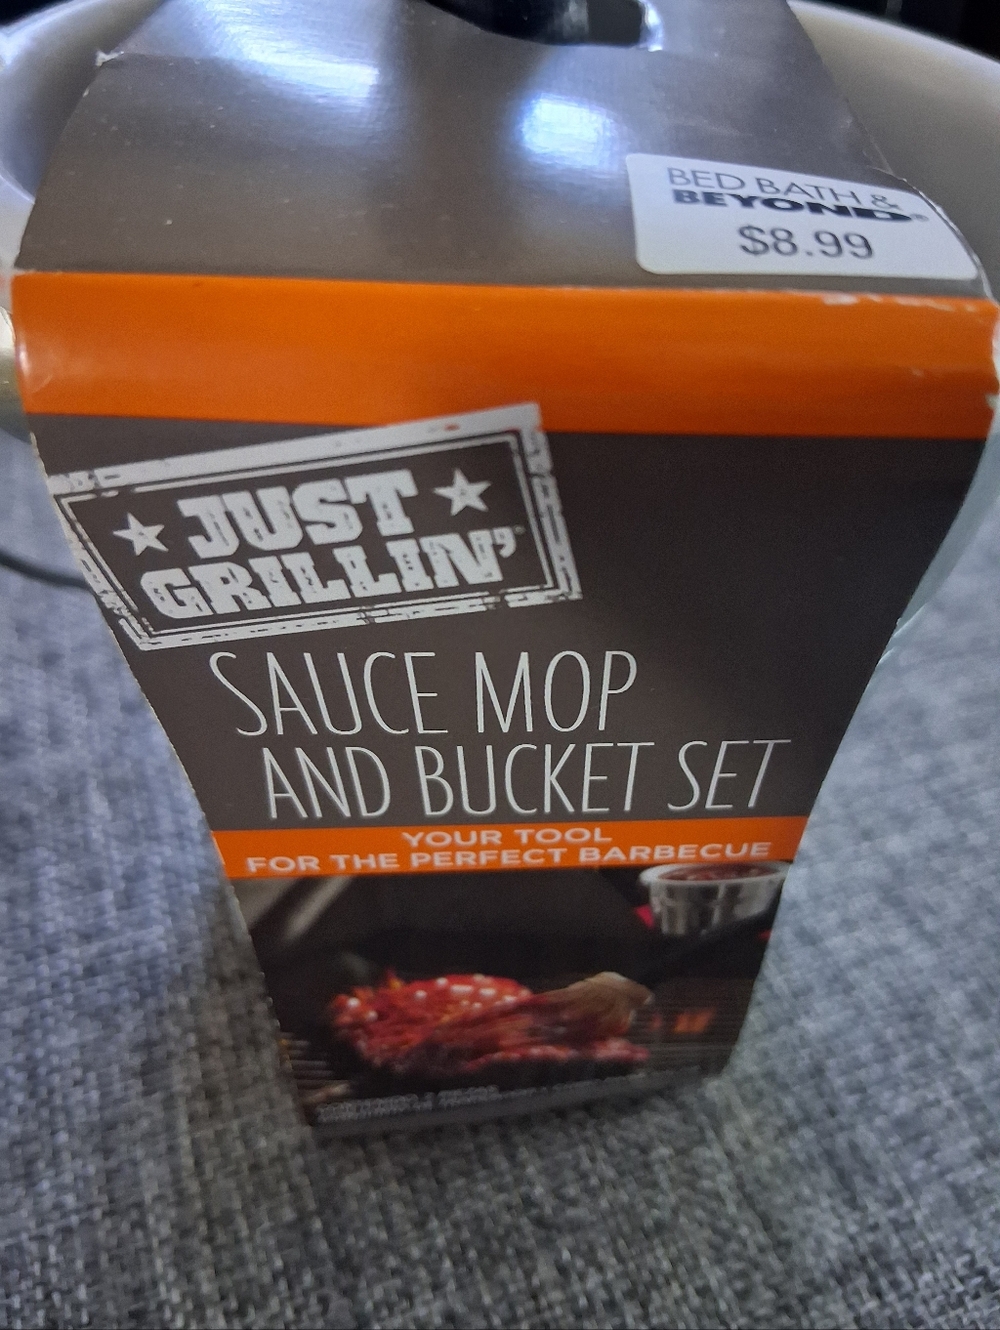 BED BATH &
BEYOND®
$8.99
JUST
GRILLIN'
SAUCE MOP
AND BUCKET SET
YOUR TOOL
FOR THE PERFECT BARBECUE